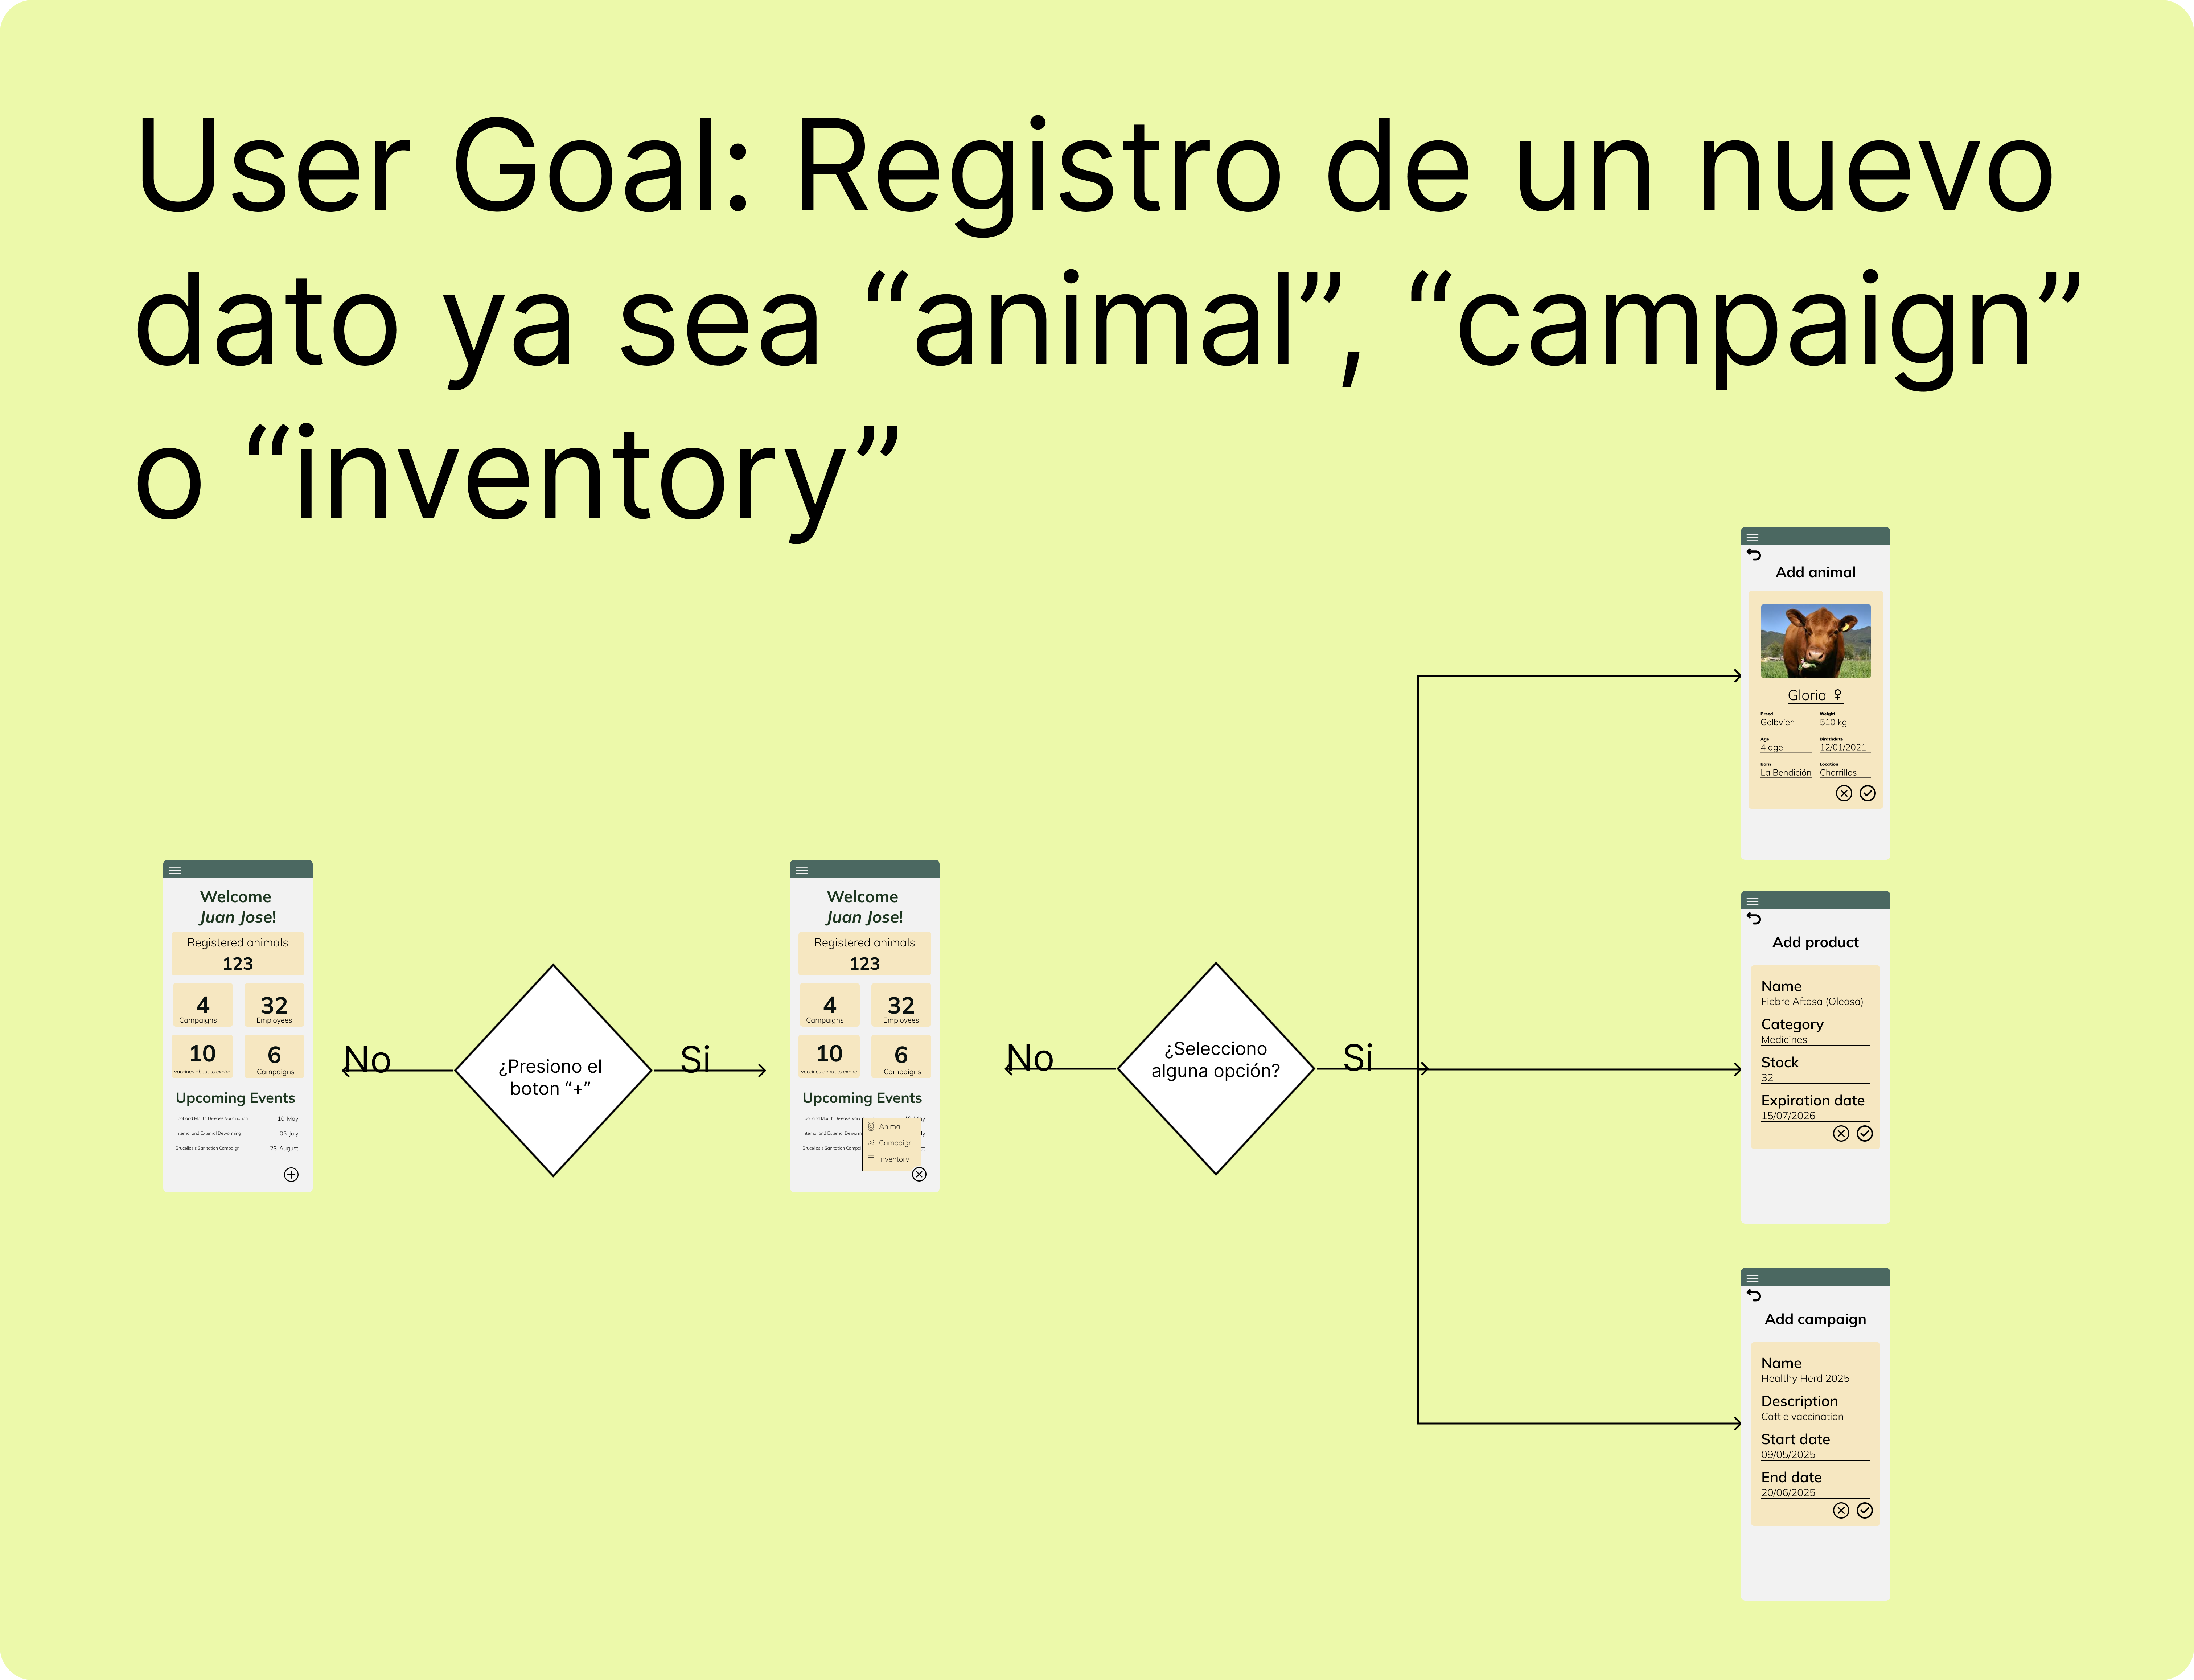 User Goal: Registro de un nuevo
dato ya sea “animal”, “campaign”
o “inventory”
Welcome
Juan Jose!
Registered animals
123
4
Campaigns
32
Employees
10
Vaccines about to expire
6
Campaigns
Upcoming Events
Foot and Mouth Disease Vaccination 10-May
Internal and External Deworming 05-July
Brucellosis Sanitation Campaign 23-August
No
¿Presiono el
boton “+”
Si
Welcome
Juan Jose!
Registered animals
123
4
Campaigns
32
Employees
10
Vaccines about to expire
6
Campaigns
Upcoming Events
Foot and Mouth Disease
Internal and External
Brucellosis Sanitation
Animal
Campaign
Inventory
No
¿Selecciono
alguna opción?
Si
Add animal
Gloria ♀
Breed Weight
Gelbvieh 510 kg
Age Birdthdate
4 age 12/01/2021
Barn Location
La Bendición Chorrillos
Add product
Name
Fiebre Aftosa (Oleosa)
Category
Medicines
Stock
32
Expiration date
15/07/2026
Add campaign
Name
Healthy Herd 2025
Description
Cattle vaccination
Start date
09/05/2025
End date
20/06/2025